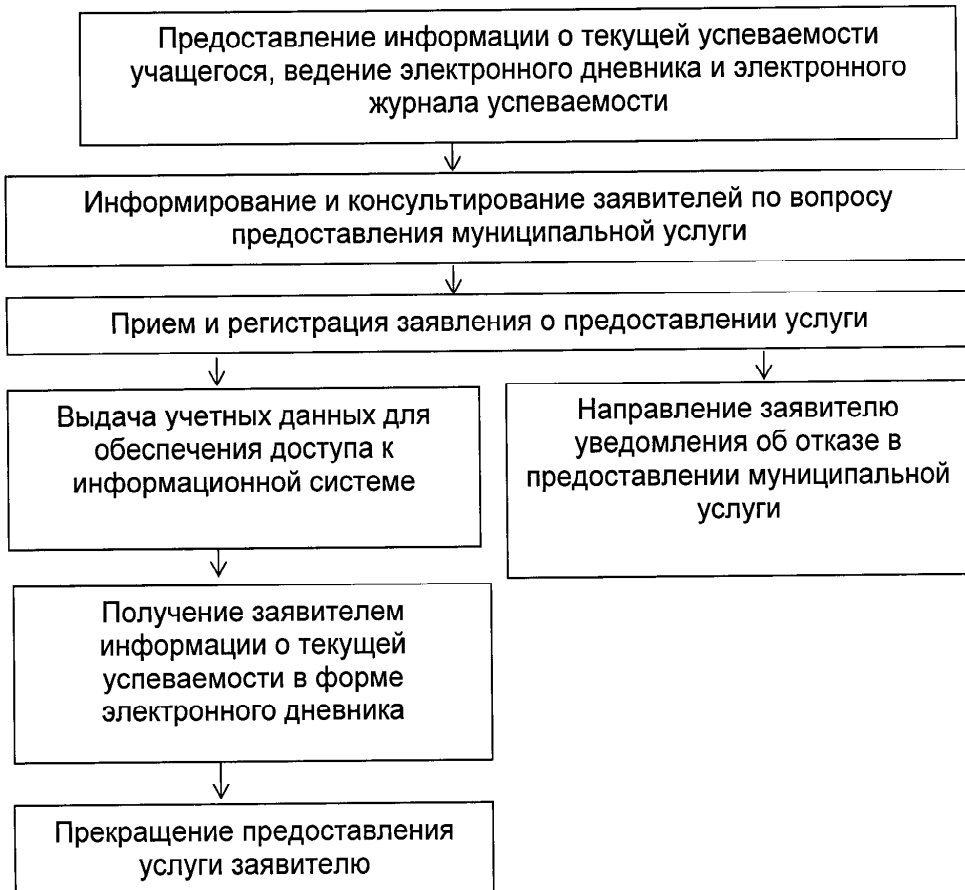 Предоставление информации о текущей успеваемости
учащегося, ведение электронного дневника и электронного
журнала успеваемости
Информирование и консультирование заявителей по вопросу
предоставления муниципальной услуги
Прием и регистрация заявления о предоставлении услуги
Выдача учетных данных для
обеспечения доступа к
информационной системе
Направление заявителю
уведомления об отказе в
предоставлении муниципальной
услуги
Получение заявителем
информации о текущей
успеваемости в форме
электронного дневника
Прекращение предоставления
услуги заявителю